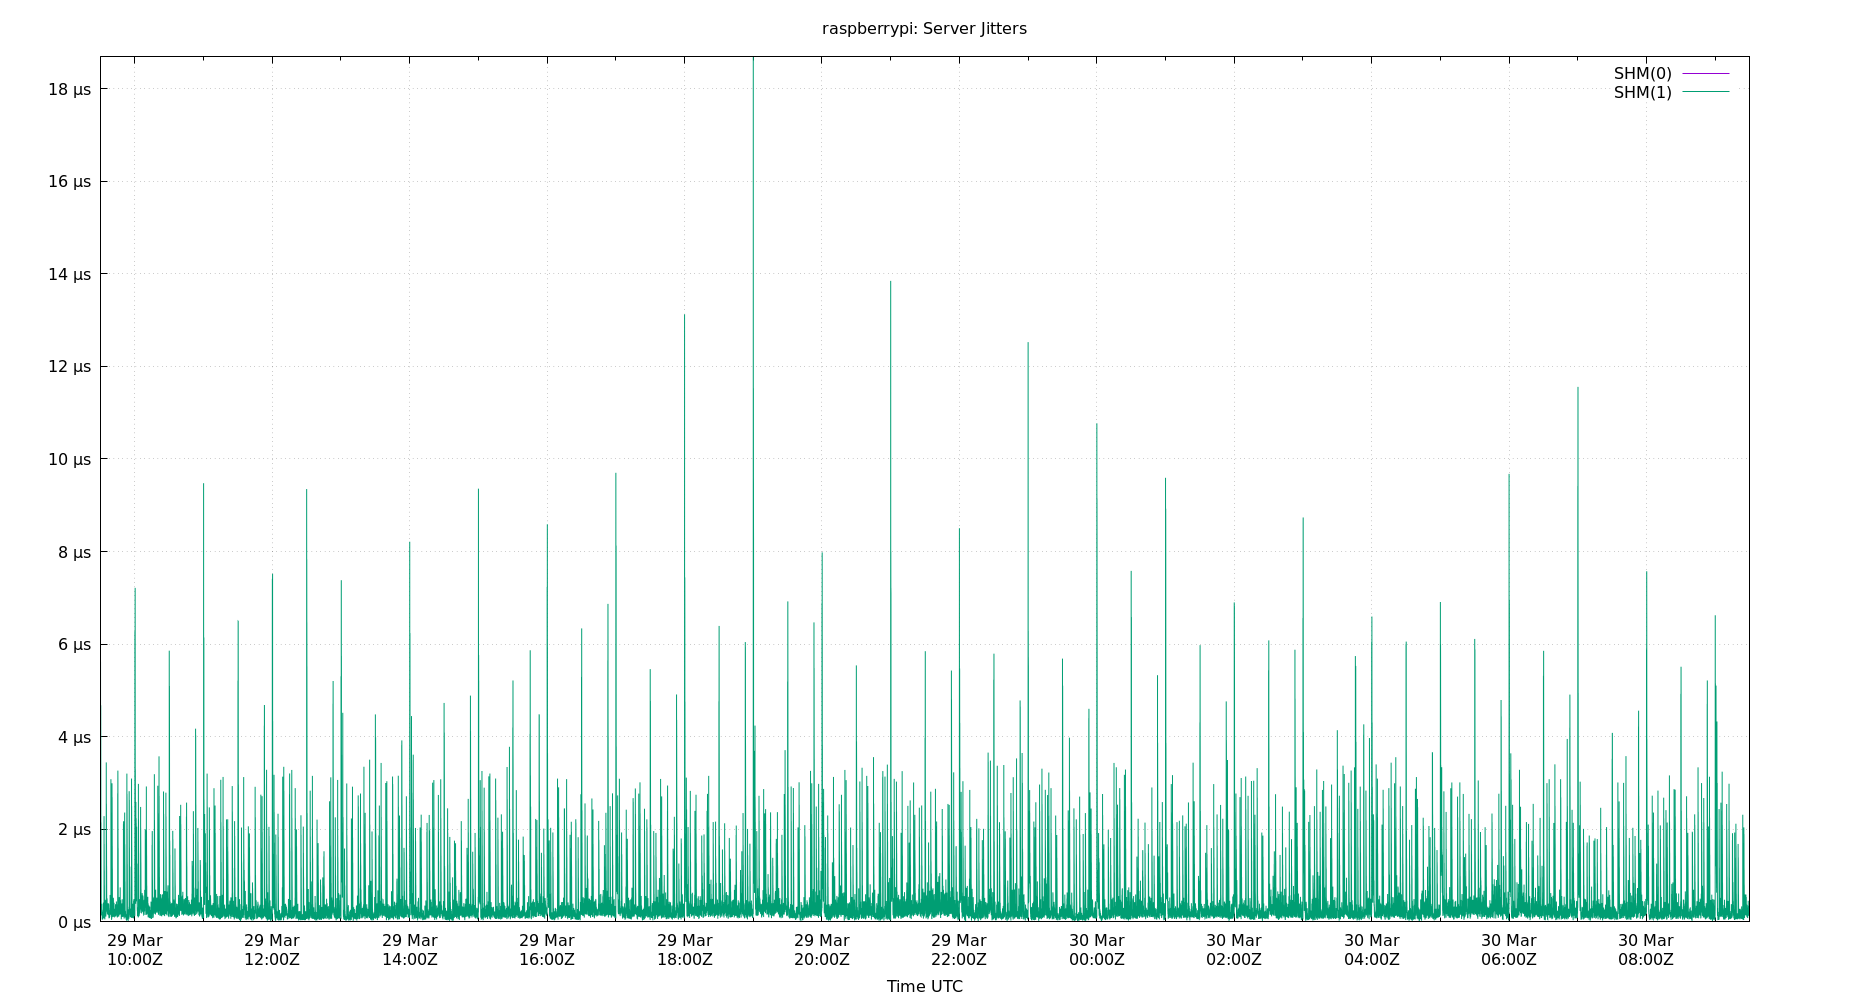 raspberrypi: Server Jitters
SHM(0)
SHM(1)
18 µs
16 µs
14 µs
12 µs
10 µs
8 µs
6 µs
4 µs
2 µs
0 µs
29 Mar 29 Mar 29 Mar 29 Mar 29 Mar 29 Mar 29 Mar 30 Mar 30 Mar 30 Mar 30 Mar 30 Mar
10:00Z 12:00Z 14:00Z 16:00Z 18:00Z 20:00Z 22:00Z 00:00Z 02:00Z 04:00Z 06:00Z 08:00Z
Time UTC